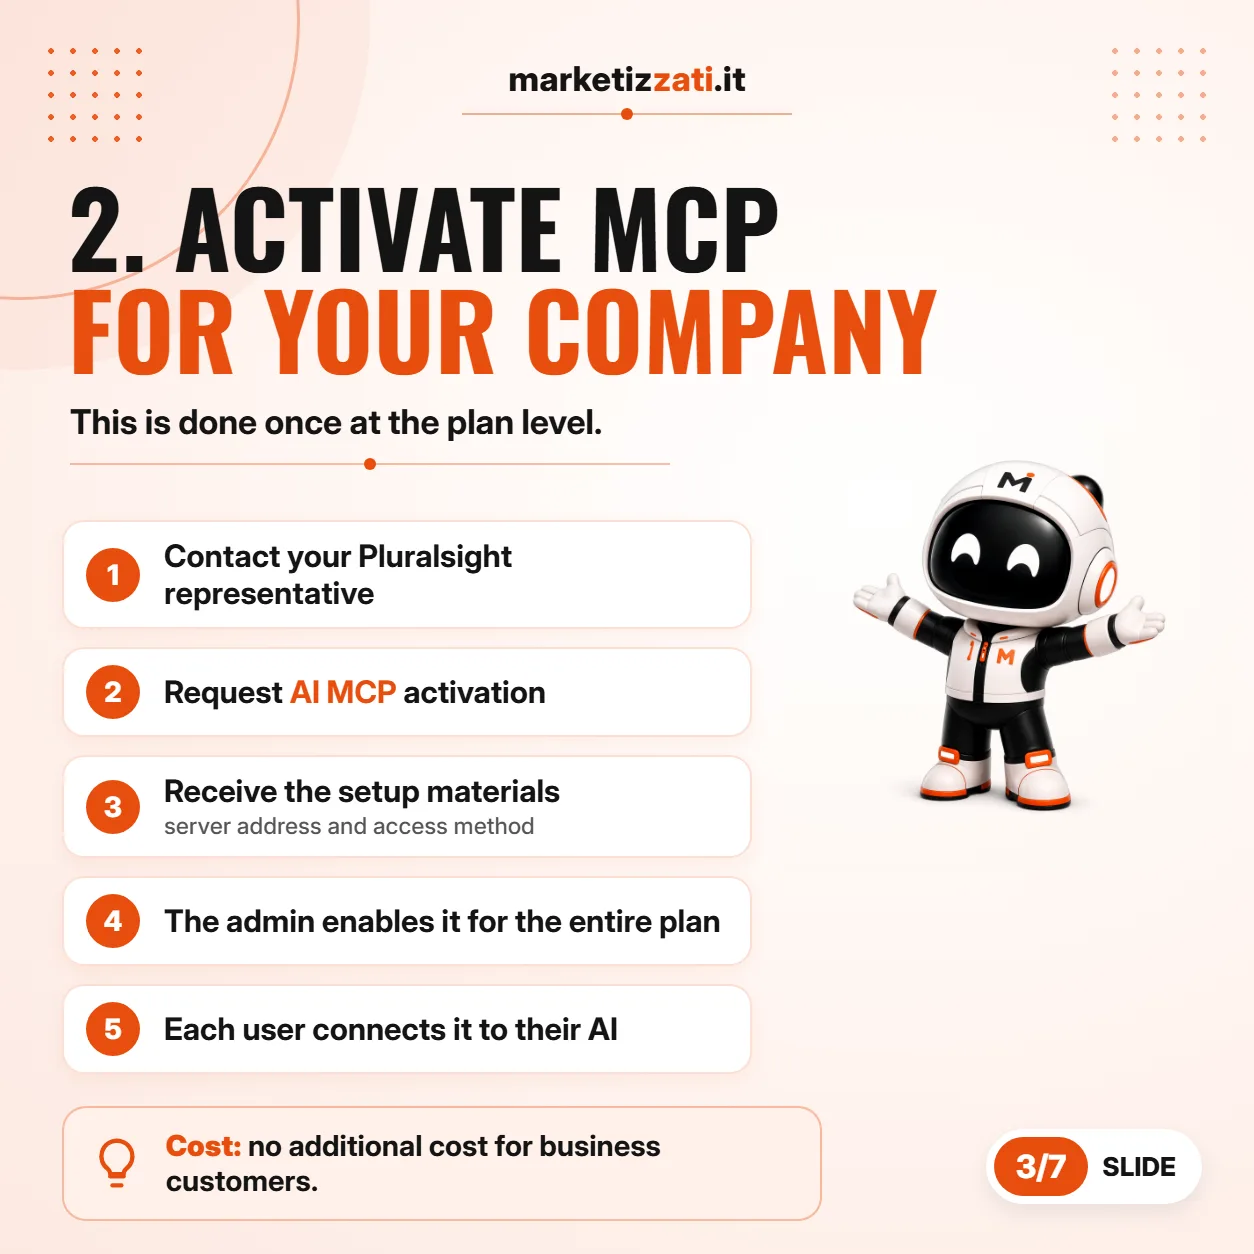 marketizzati.it
2. ACTIVATE MCP
FOR YOUR COMPANY
This is done once at the plan level.
1
Contact your Pluralsight
representative
2
Request AI MCP activation
3
Receive the setup materials
server address and access method
4
The admin enables it for the entire plan
5
Each user connects it to their AI
Cost: no additional cost for business
customers.
3/7 SLIDE
M
M